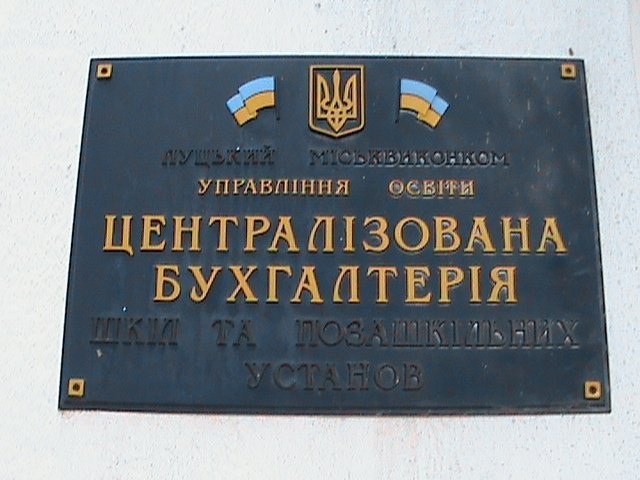 ЛУЦЬКИЙ МІСЬКВИКОНКОМ
УПРАВЛІННЯ ОСВІТИ
ЦЕНТРАЛІЗОВАНА
БУХГАЛТЕРІЯ
ШКІЛ ТА ПОЗАШКІЛЬНИХ
УСТАНОВ